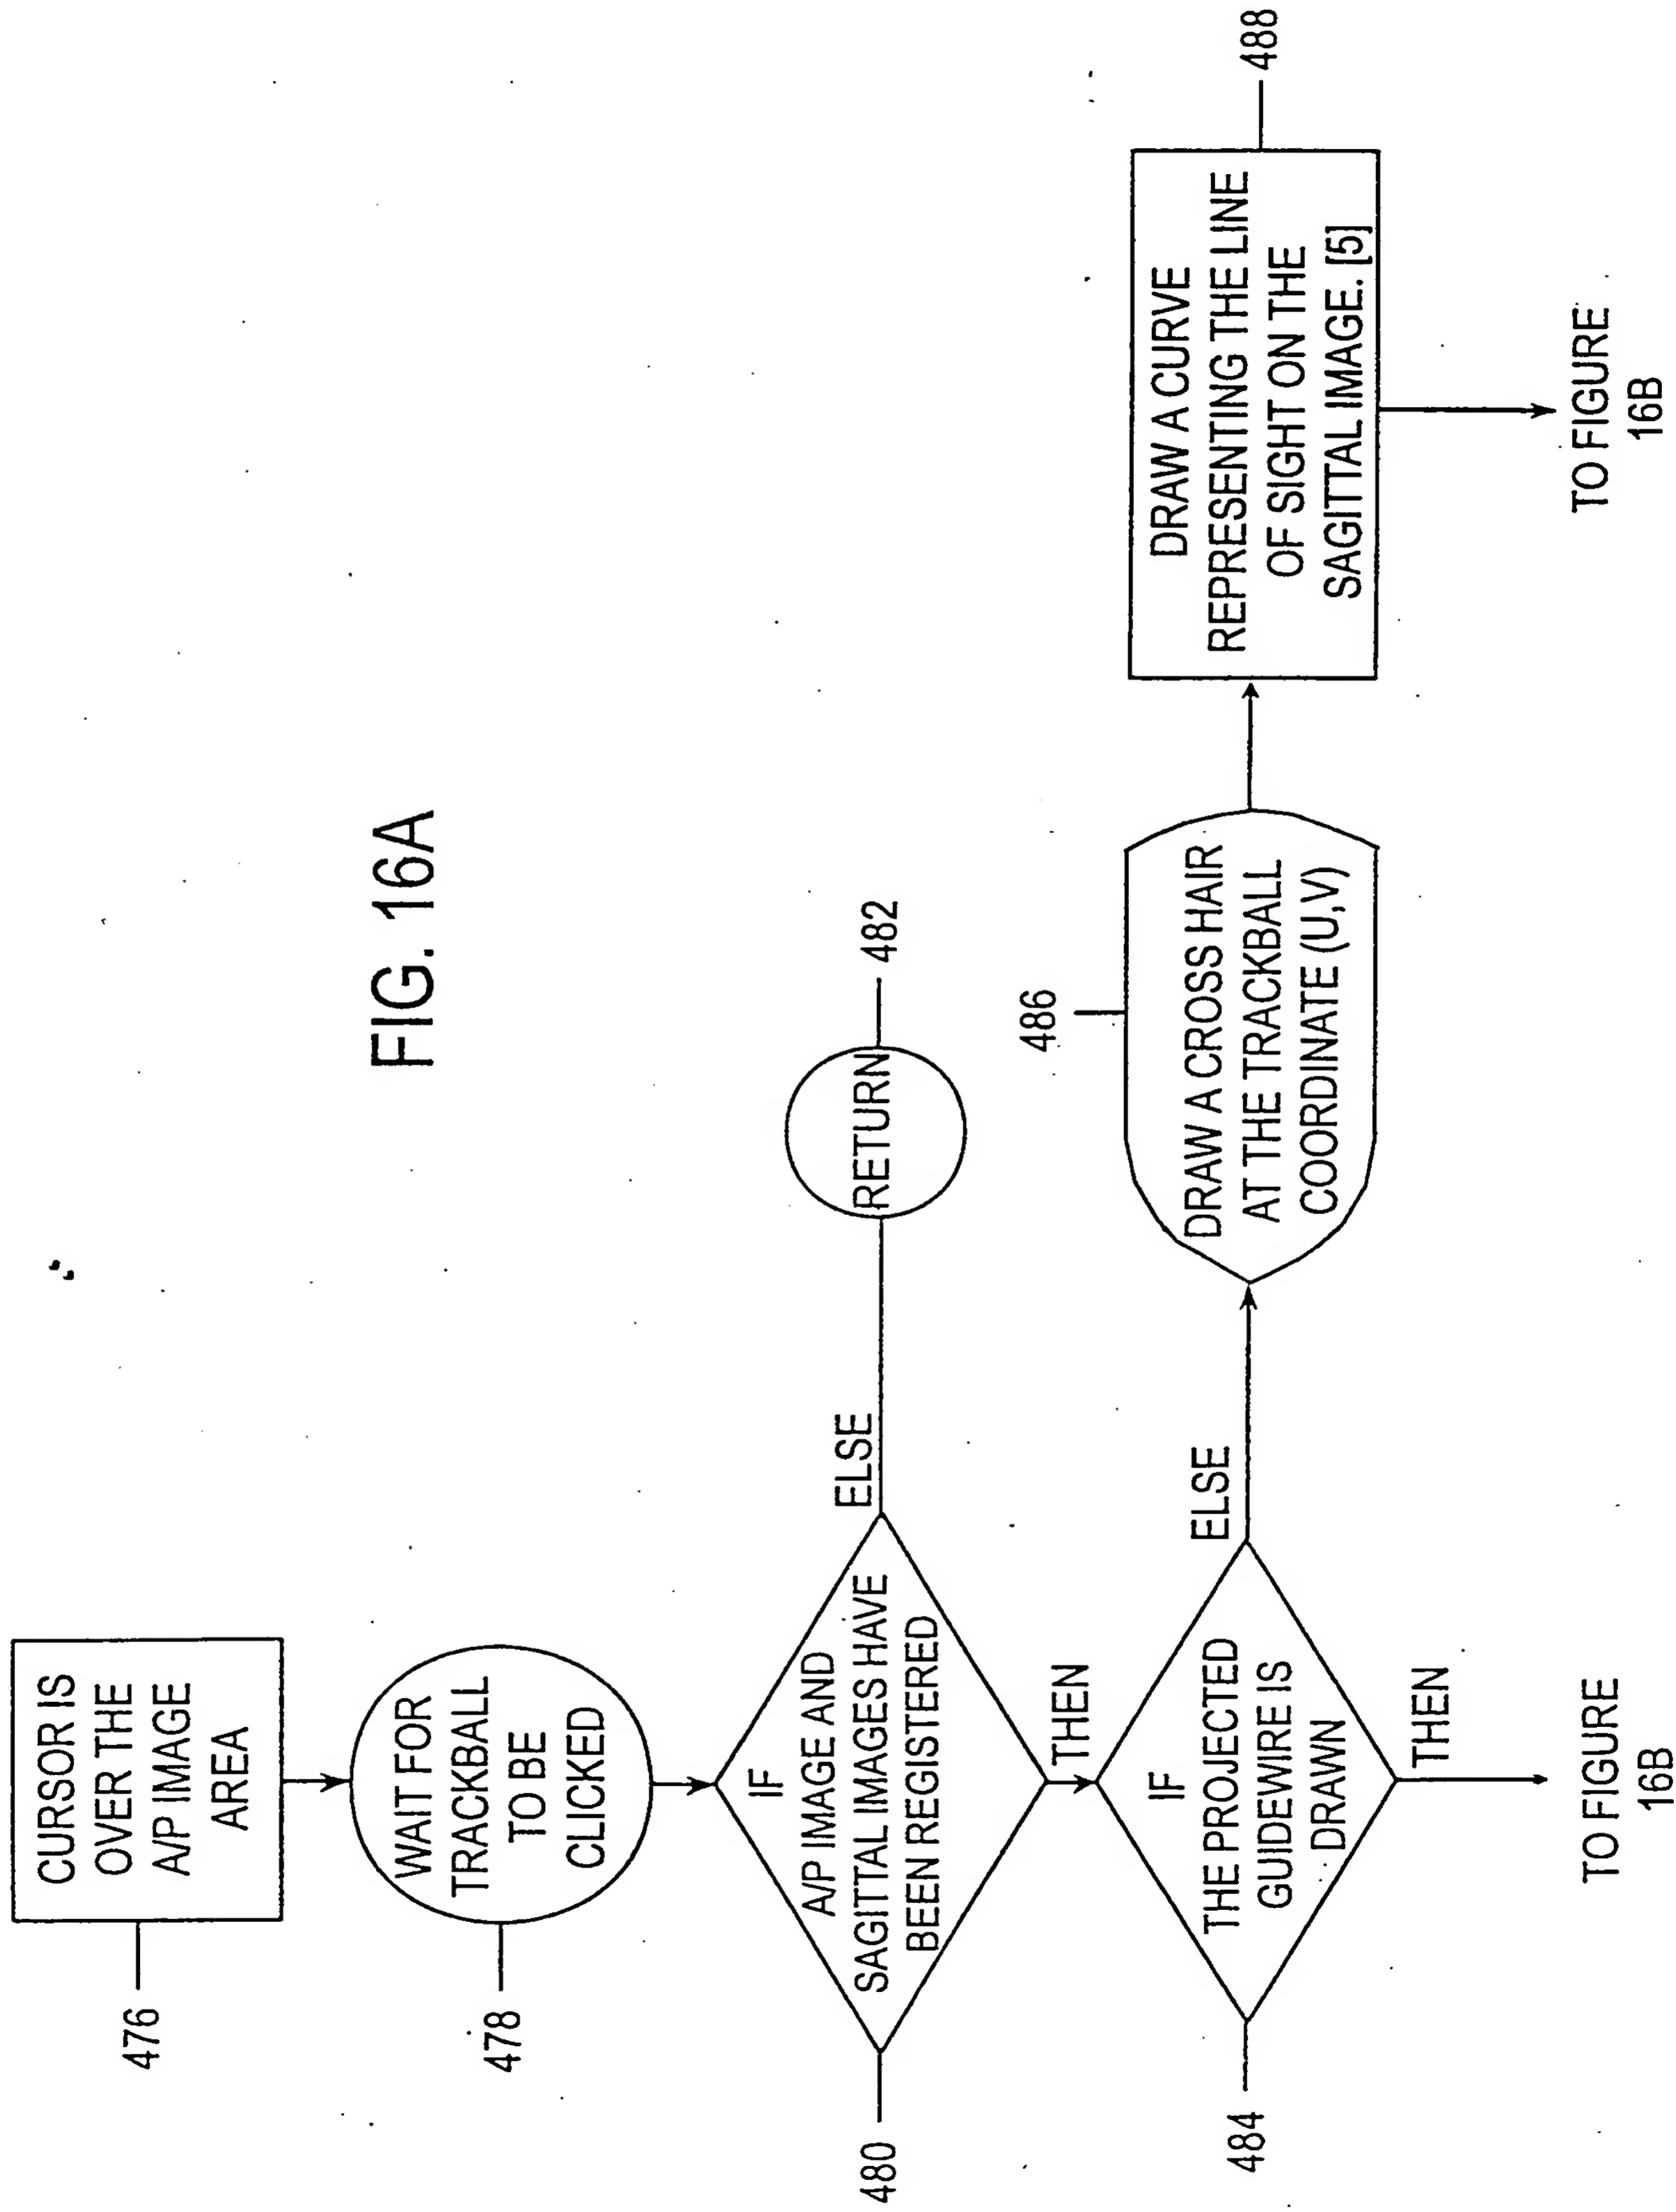 FIG. 16A
476
CURSOR IS
OVER THE
A/P IMAGE
AREA
478
WAIT FOR
TRACKBALL
TO BE
CLICKED
480
IF
A/P IMAGE AND
SAGITTAL IMAGES HAVE
BEEN REGISTERED
ELSE
RETURN
482
THEN
484
IF
THE PROJECTED
GUIDEWIRE IS
DRAWN
ELSE
486
DRAW A CROSS HAIR
AT THE TRACKBALL
COORDINATE (U,V)
DRAW A CURVE
REPRESENTING THE LINE
OF SIGHT ON THE
SAGITTAL IMAGE. [5]
488
THEN
TO FIGURE
16B
TO FIGURE
16B